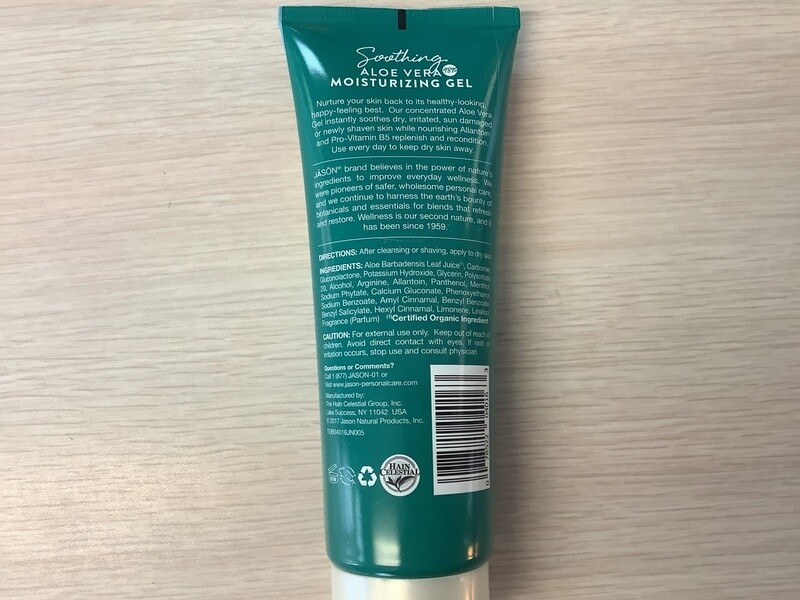 Soothing
ALOE VERA 98%
MOISTURIZING GEL
Nurture your skin back to its healthy-looking,
happy-feeling best. Our concentrated Aloe Vera
Gel instantly soothes dry, irritated, sun damaged
or newly shaven skin while nourishing Allantoin
and Pro-Vitamin B5 replenish and recondition.
Use every day to keep dry skin away.
JĀSÖN® brand believes in the power of nature's
ingredients to improve everyday wellness. We
were pioneers of safer, wholesome personal care,
and we continue to harness the earth's bounty of
botanicals and essentials for blends that refresh
and restore. Wellness is our second nature, and it
has been since 1959.
DIRECTIONS: After cleansing or shaving, apply to dry skin.
INGREDIENTS: Aloe Barbadensis Leaf Juice(1), Carbomer,
Gluconolactone, Potassium Hydroxide, Glycerin, Polysorbate
20, Alcohol, Arginine, Allantoin, Panthenol, Menthol,
Sodium Phytate, Calcium Gluconate, Phenoxyethanol,
Sodium Benzoate, Amyl Cinnamal, Benzyl Benzoate,
Benzyl Salicylate, Hexyl Cinnamal, Limonene, Linalool,
Fragrance (Parfum) (1)Certified Organic Ingredient
CAUTION: For external use only. Keep out of reach of
children. Avoid direct contact with eyes. If rash or
irritation occurs, stop use and consult physician.
Questions or Comments?
Call 1 (877) JASON-01 or
Visit www.jason-personalcare.com
Manufactured by:
The Hain Celestial Group, Inc.
Lake Success, NY 11042 USA
© 2017 Jason Natural Products, Inc.
TUB04016JN005
HAIN
CELESTIAL